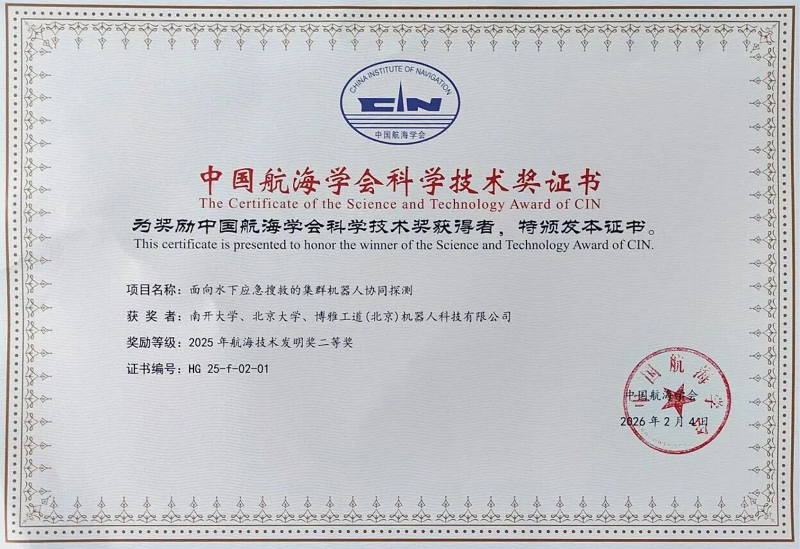 CHINA INSTITUTE OF NAVIGATION
CIN
中国航海学会
中国航海学会科学技术奖证书
The Certificate of the Science and Technology Award of CIN
为奖励中国航海学会科学技术奖获得者，特颁发本证书。
This certificate is presented to honor the winner of the Science and Technology Award of CIN.
项目名称：面向水下应急搜救的集群机器人协同探测
获 奖 者：南开大学、北京大学、博雅工道(北京)机器人科技有限公司
奖励等级：2025 年航海技术发明奖二等奖
证书编号：HG 25-f-02-01
中国航海学会
中国航海学会
2026 年 2 月 4 日